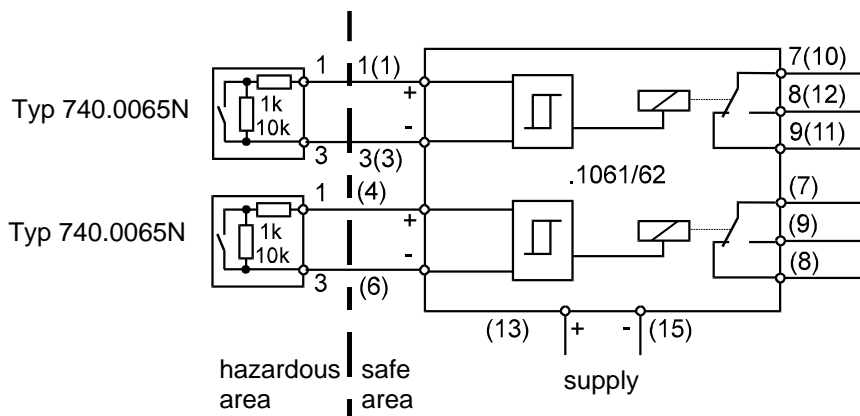 Typ 740.0065N
1
1k
10k
3
1(1)
+
-
3(3)
7(10)
8(12)
9(11)
.1061/62
Typ 740.0065N
1
1k
10k
3
(4)
+
-
(6)
(7)
(9)
(8)
(13)
+
-
(15)
supply
hazardous
area
safe
area